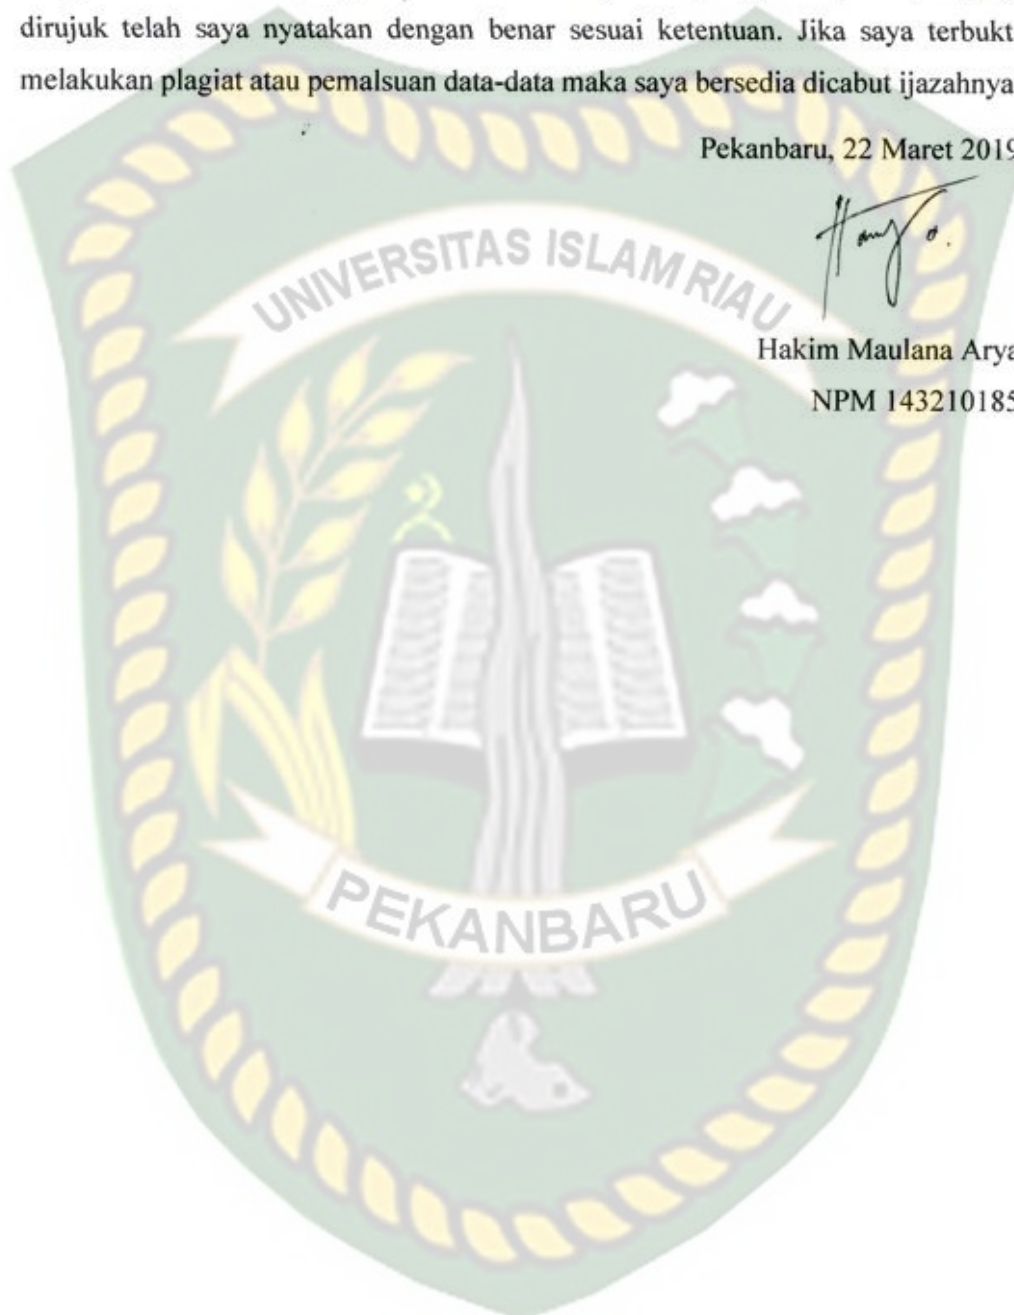 dirujuk telah saya nyatakan dengan benar sesuai ketentuan. Jika saya terbukt
melakukan plagiat atau pemalsuan data-data maka saya bersedia dicabut ijazahnya
Pekanbaru, 22 Maret 2019
UNIVERSITAS ISLAM RIAU
Hakim Maulana Arya
NPM 143210185
PEKANBARU